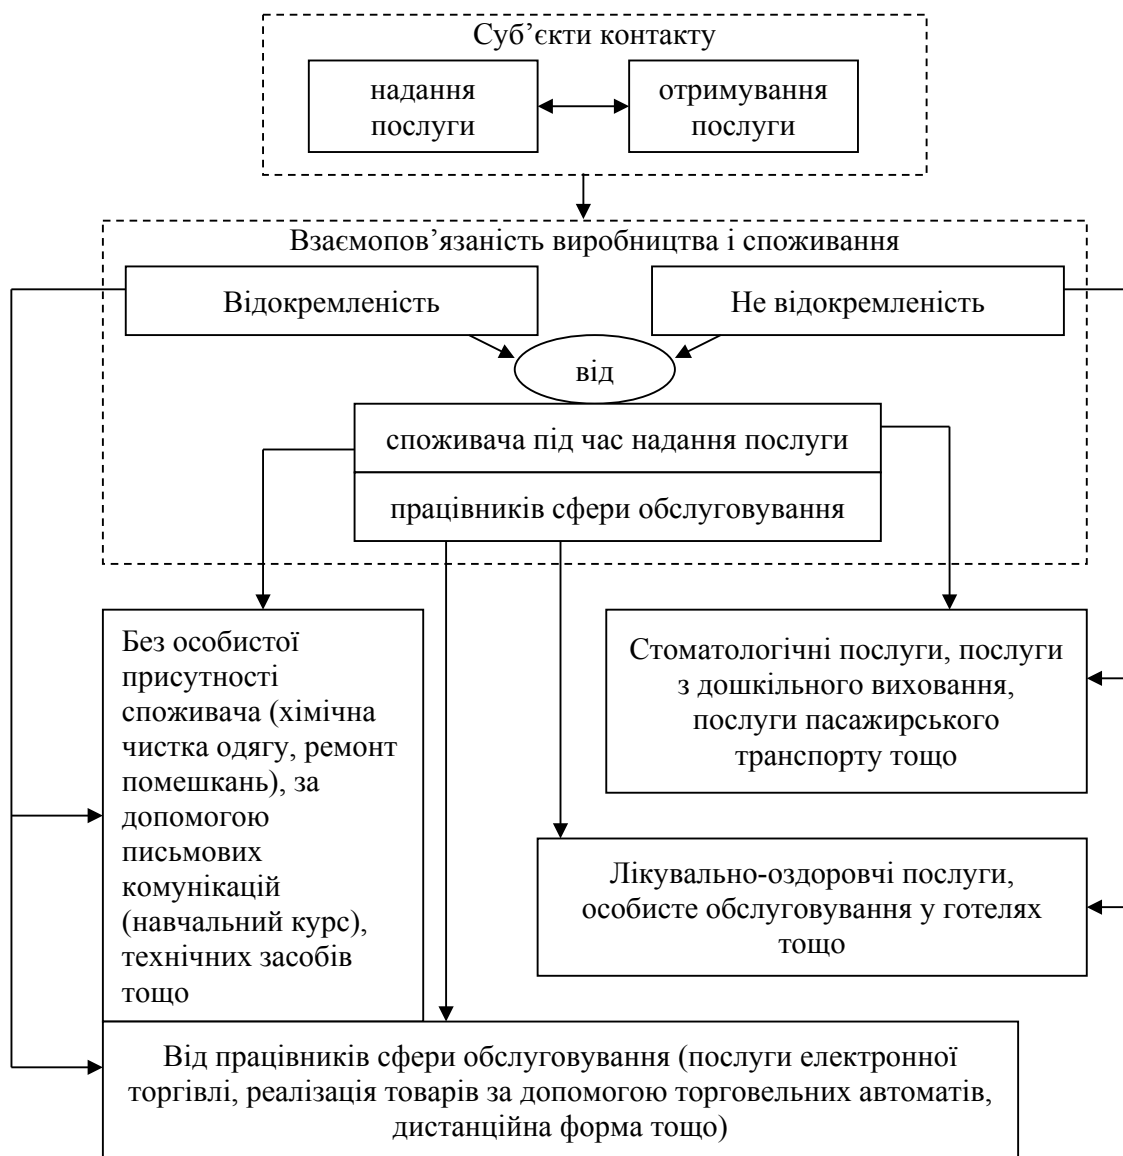 Суб’єкти контакту
надання
послуги
отримування
послуги
Взаємопов’язаність виробництва і споживання
Відокремленість
Не відокремленість
від
споживача під час надання послуги
працівників сфери обслуговування
Без особистої
присутності
споживача (хімічна
чистка одягу, ремонт
помешкань), за
допомогою
письмових
комунікацій
(навчальний курс),
технічних засобів
тощо
Стоматологічні послуги, послуги
з дошкільного виховання,
послуги пасажирського
транспорту тощо
Лікувально-оздоровчі послуги,
особисте обслуговування у готелях
тощо
Від працівників сфери обслуговування (послуги електронної
торгівлі, реалізація товарів за допомогою торговельних автоматів,
дистанційна форма тощо)